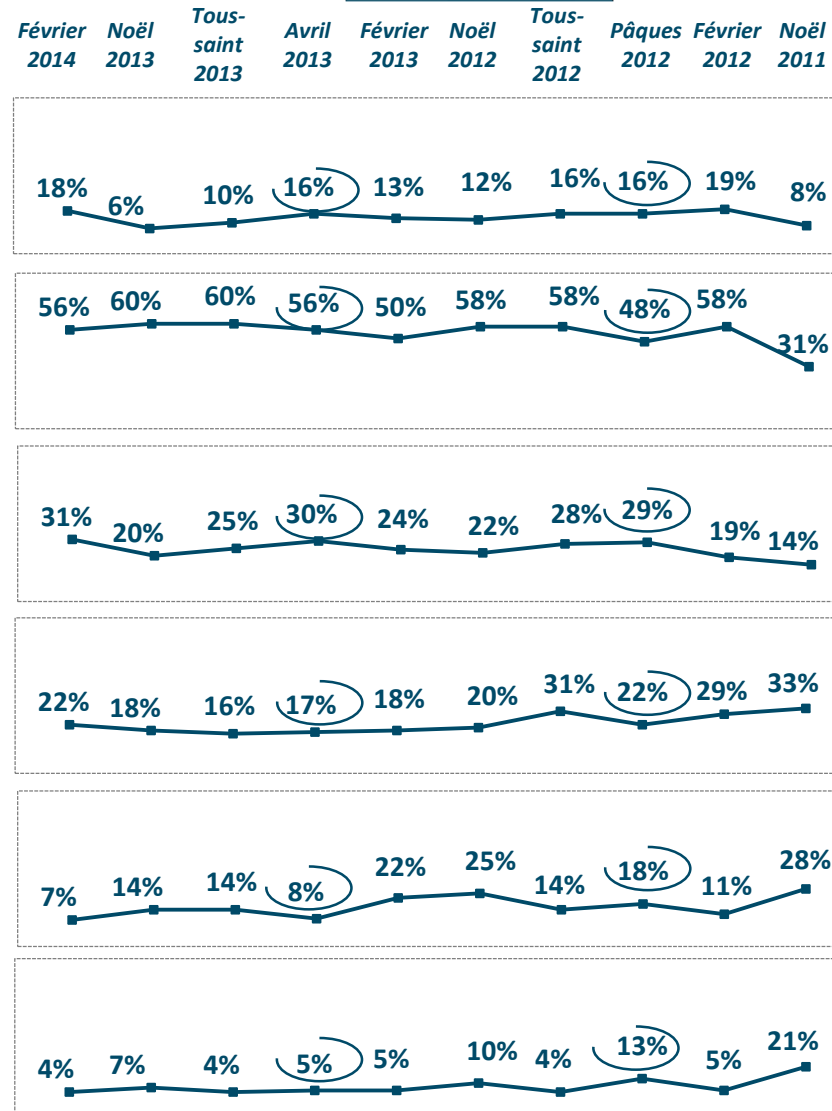 Février 2014 Noël 2013 Tous-saint 2013 Avril 2013 Février 2013 Noël 2012 Tous-saint 2012 Pâques 2012 Février 2012 Noël 2011
18% 6% 10% 16% 13% 12% 16% 16% 19% 8%
56% 60% 60% 56% 50% 58% 58% 48% 58% 31%
31% 20% 25% 30% 24% 22% 28% 29% 19% 14%
22% 18% 16% 17% 18% 20% 31% 22% 29% 33%
7% 14% 14% 8% 22% 25% 14% 18% 11% 28%
4% 7% 4% 5% 5% 10% 4% 13% 5% 21%